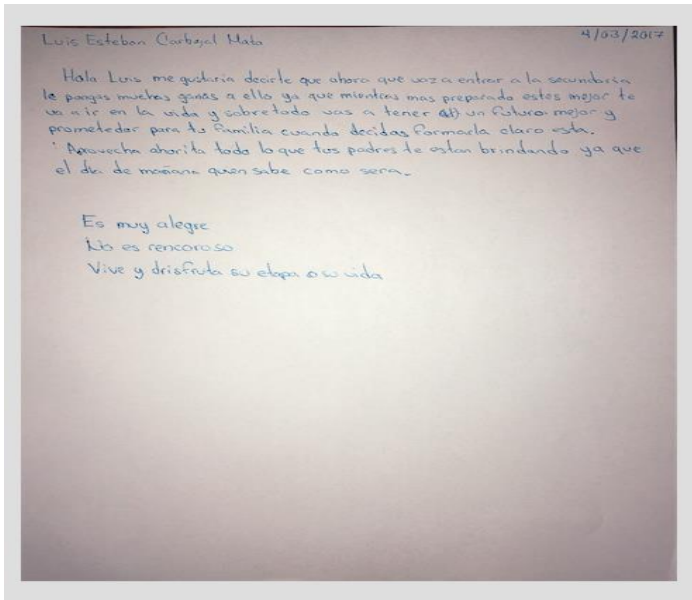 Luis Esteban Carbajal Mata 4/03/2017
Hola Luis me gustaria decirte que ahora que vaz a entrar a la secundaria
le pongas muchas ganas a ello ya que mientras mas preparado estes mejor te
va a ir en la vida y sobretodo vas a tener un futuro mejor y
prometedor para tu familia cuando decidas formarla claro esta.
Aprovecha ahorita todo lo que tus padres te estan brindando ya que
el dia de mañana quien sabe como sera.
Es muy alegre
No es rencoroso
Vive y drisfruta su etapa o su vida